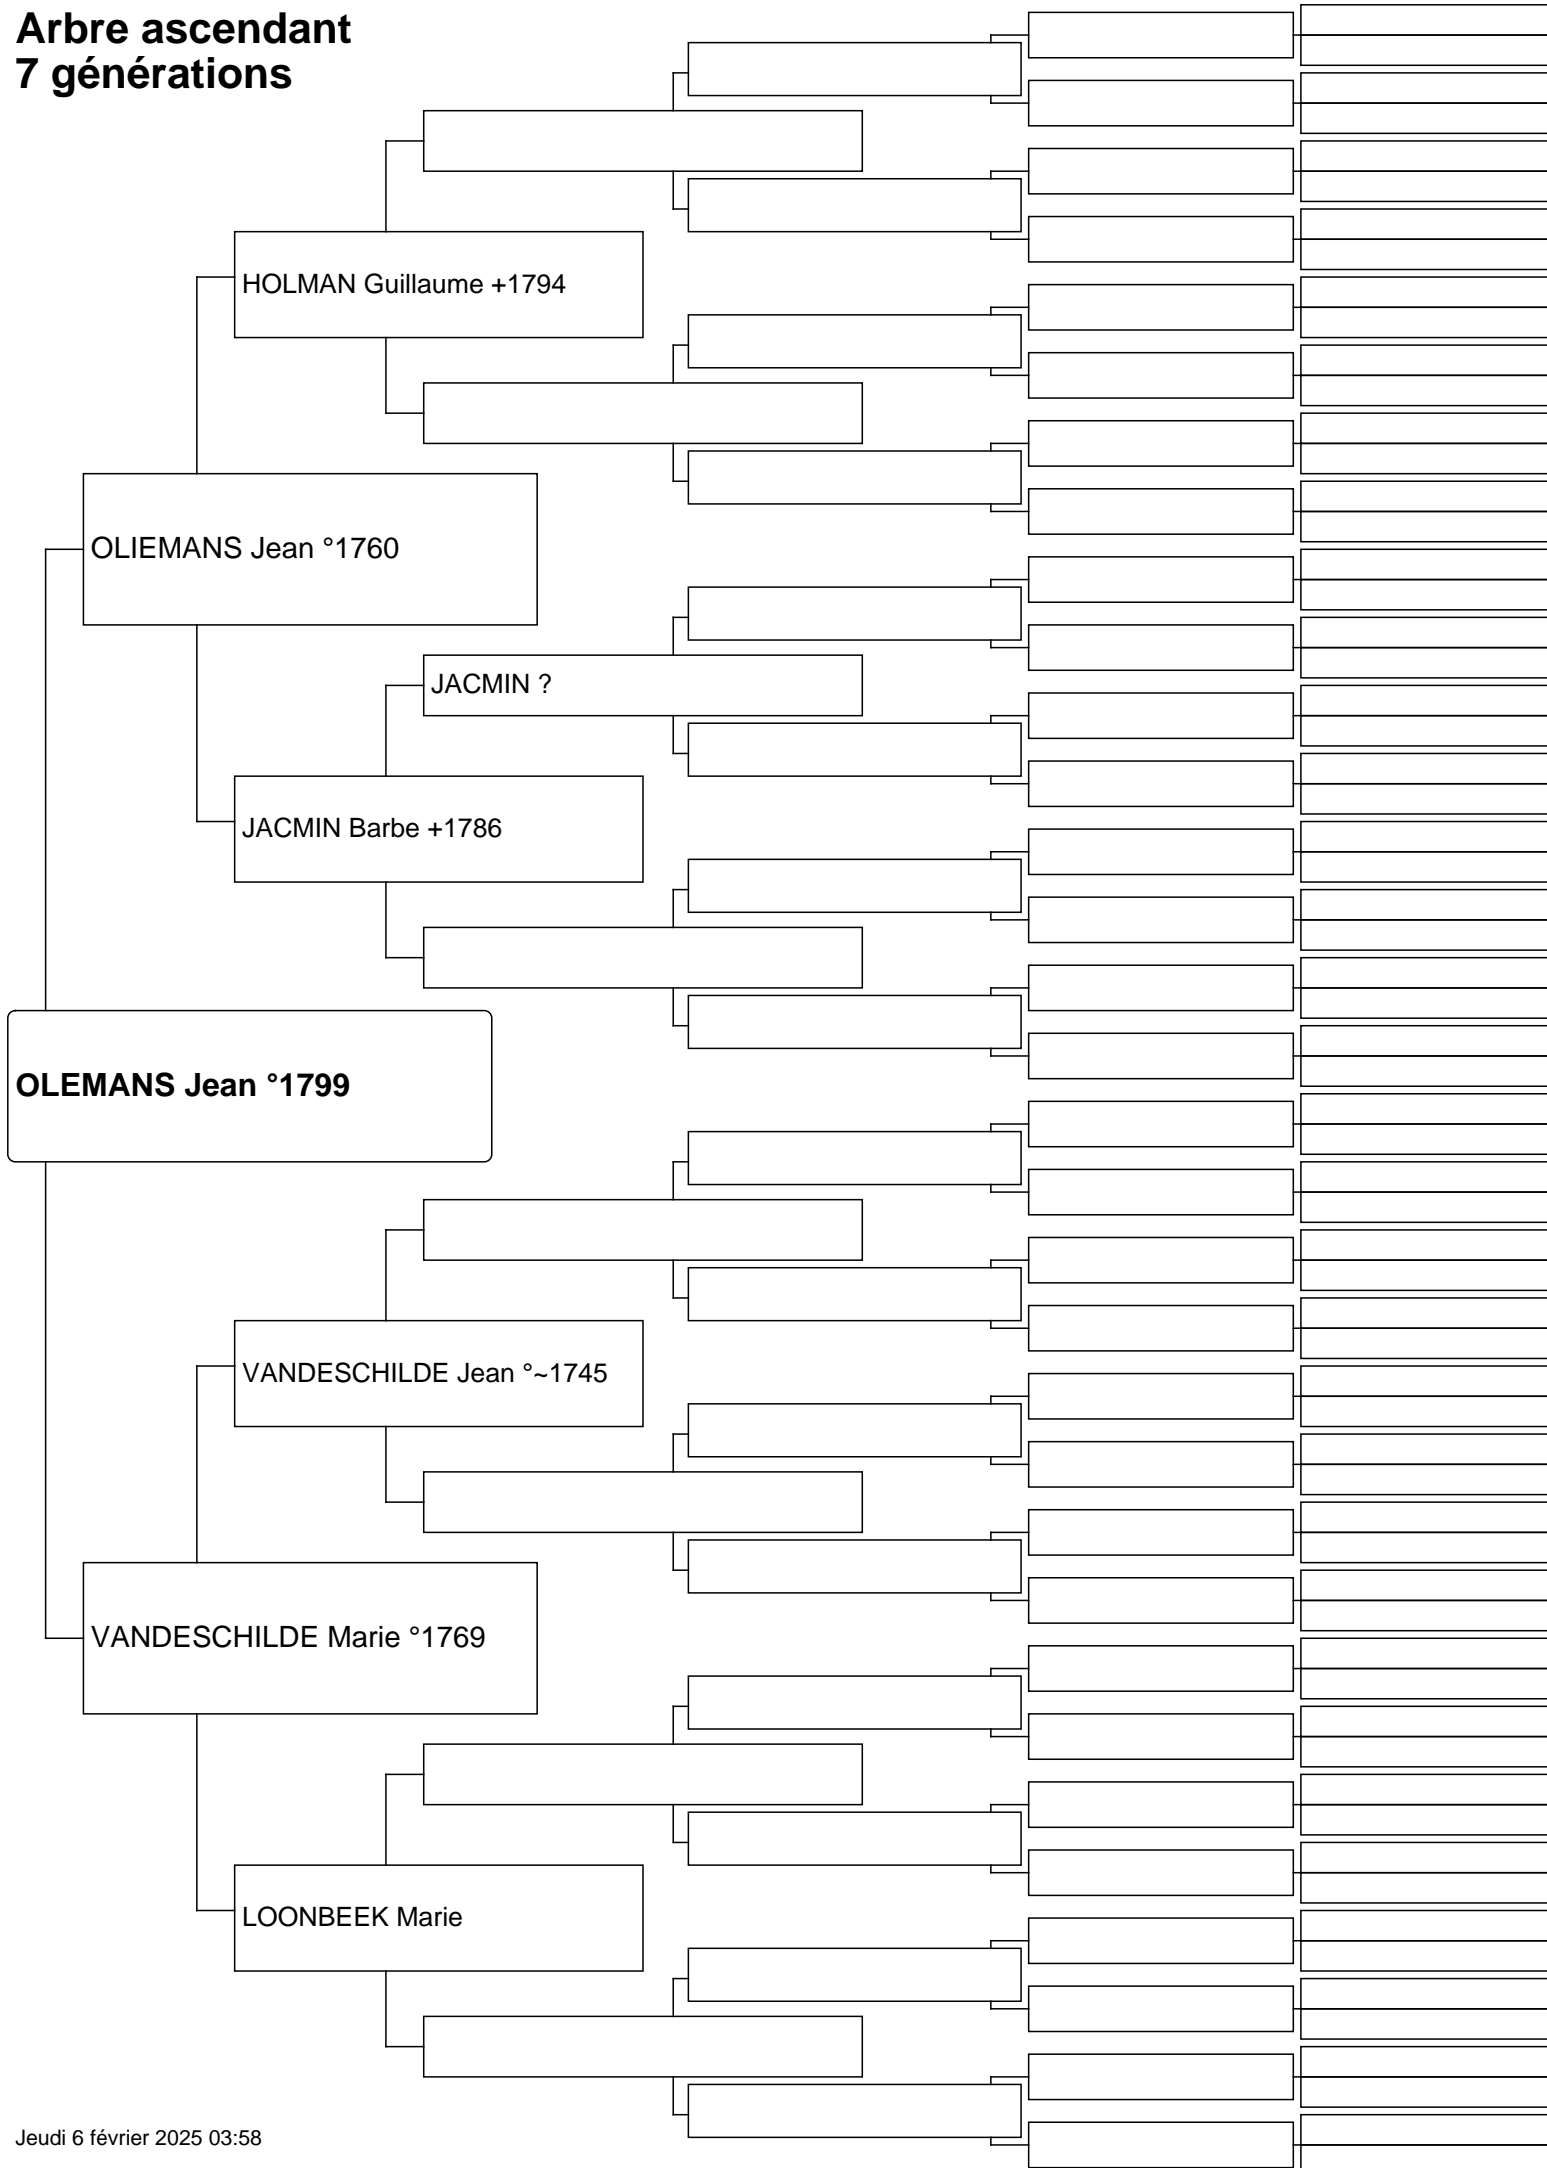 Arbre ascendant
7 générations
HOLMAN Guillaume +1794
OLIEMANS Jean °1760
JACMIN ?
JACMIN Barbe +1786
OLEMANS Jean °1799
VANDESCHILDE Jean °~1745
VANDESCHILDE Marie °1769
LOONBEEK Marie
Jeudi 6 février 2025 03:58